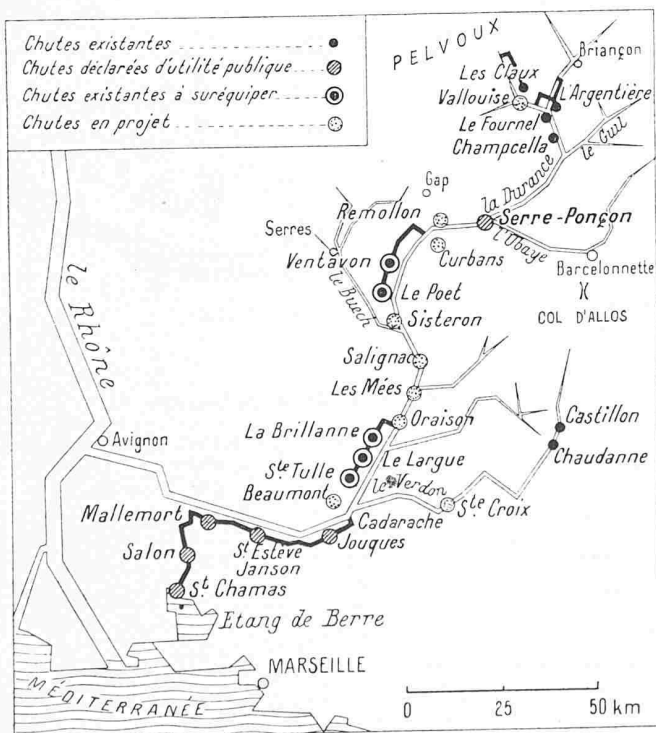 Chutes existantes
Chutes déclarées d'utilité publique
Chutes existantes à suréquiper
Chutes en projet
PELVOUX
Briançon
Les Claux
Vallouise
L'Argentière
Le Fournel
Champcella
le Guil
la Durance
Gap
Remollon
Serre-Ponçon
l'Ubaye
Serres
Ventavon
Curbans
Barcelonnette
Le Poet
COL D'ALLOS
le Buech
Sisteron
le Rhône
Salignac
Les Mées
Oraison
La Brillanne
Castillon
Avignon
Ste Tulle
Le Largue
Chaudanne
Beaumont
le Verdon
Ste Croix
Mallemort
Cadarache
Salon
St Estève
Janson
Jouques
St Chamas
Etang de Berre
MARSEILLE
MÉDITERRANÉE
0 25 50 km